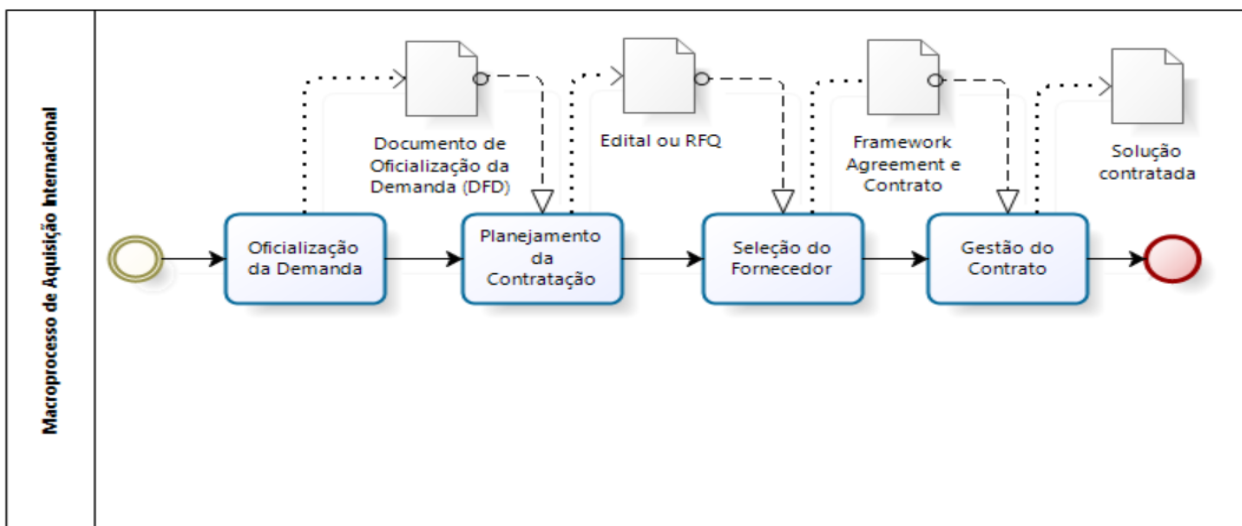 Macroprocesso de Aquisição Internacional
Documento de
Oficialização da
Demanda (DFD)
Edital ou RFQ
Framework
Agreement e
Contrato
Solução
contratada
Oficialização
da Demanda
Planejamento
da
Contratação
Seleção do
Fornecedor
Gestão do
Contrato